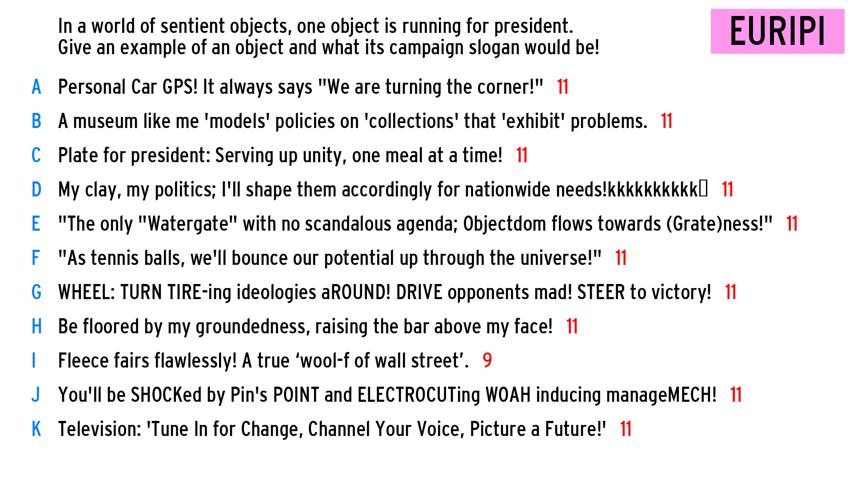 In a world of sentient objects, one object is running for president.
Give an example of an object and what its campaign slogan would be!
EURIPI
A Personal Car GPS! It always says "We are turning the corner!" 11
B A museum like me 'models' policies on 'collections' that 'exhibit' problems. 11
C Plate for president: Serving up unity, one meal at a time! 11
D My clay, my politics; I'll shape them accordingly for nationwide needs!kkkkkkkkkk▯ 11
E "The only "Watergate" with no scandalous agenda; Objectdom flows towards (Grate)ness!" 11
F "As tennis balls, we'll bounce our potential up through the universe!" 11
G WHEEL: TURN TIRE-ing ideologies aROUND! DRIVE opponents mad! STEER to victory! 11
H Be floored by my groundedness, raising the bar above my face! 11
I Fleece fairs flawlessly! A true ‘wool-f of wall street’. 9
J You'll be SHOCKed by Pin's POINT and ELECTROCUTing WOAH inducing manageMECH! 11
K Television: 'Tune In for Change, Channel Your Voice, Picture a Future!' 11